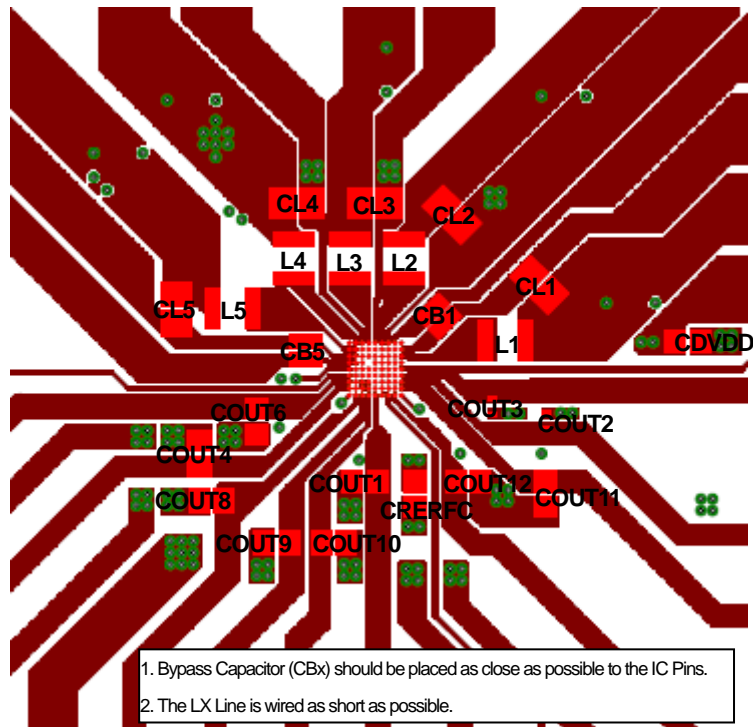 CL4
CL3
CL2
L4
L3
L2
CL1
CL5
L5
CB1
L1
CDVDD
CB5
COUT6
COUT3
COUT2
COUT4
COUT1
COUT12
COUT8
COUT11
CRERFC
COUT9
COUT10
1. Bypass Capacitor (CBx) should be placed as close as possible to the IC Pins.
2. The LX Line is wired as short as possible.